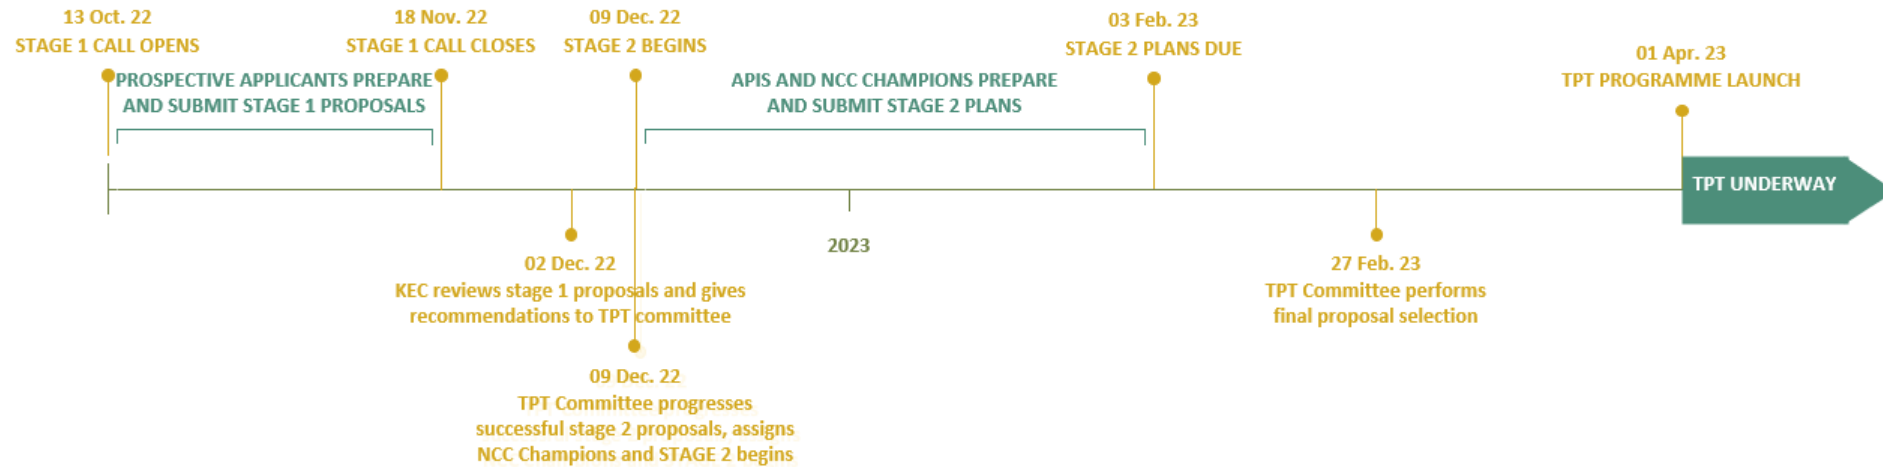 13 Oct. 22
STAGE 1 CALL OPENS
18 Nov. 22
STAGE 1 CALL CLOSES
09 Dec. 22
STAGE 2 BEGINS
03 Feb. 23
STAGE 2 PLANS DUE
01 Apr. 23
TPT PROGRAMME LAUNCH
PROSPECTIVE APPLICANTS PREPARE
AND SUBMIT STAGE 1 PROPOSALS
APIS AND NCC CHAMPIONS PREPARE
AND SUBMIT STAGE 2 PLANS
TPT UNDERWAY
2023
02 Dec. 22
KEC reviews stage 1 proposals and gives
recommendations to TPT committee
27 Feb. 23
TPT Committee performs
final proposal selection
09 Dec. 22
TPT Committee progresses
successful stage 2 proposals, assigns
NCC Champions and STAGE 2 begins